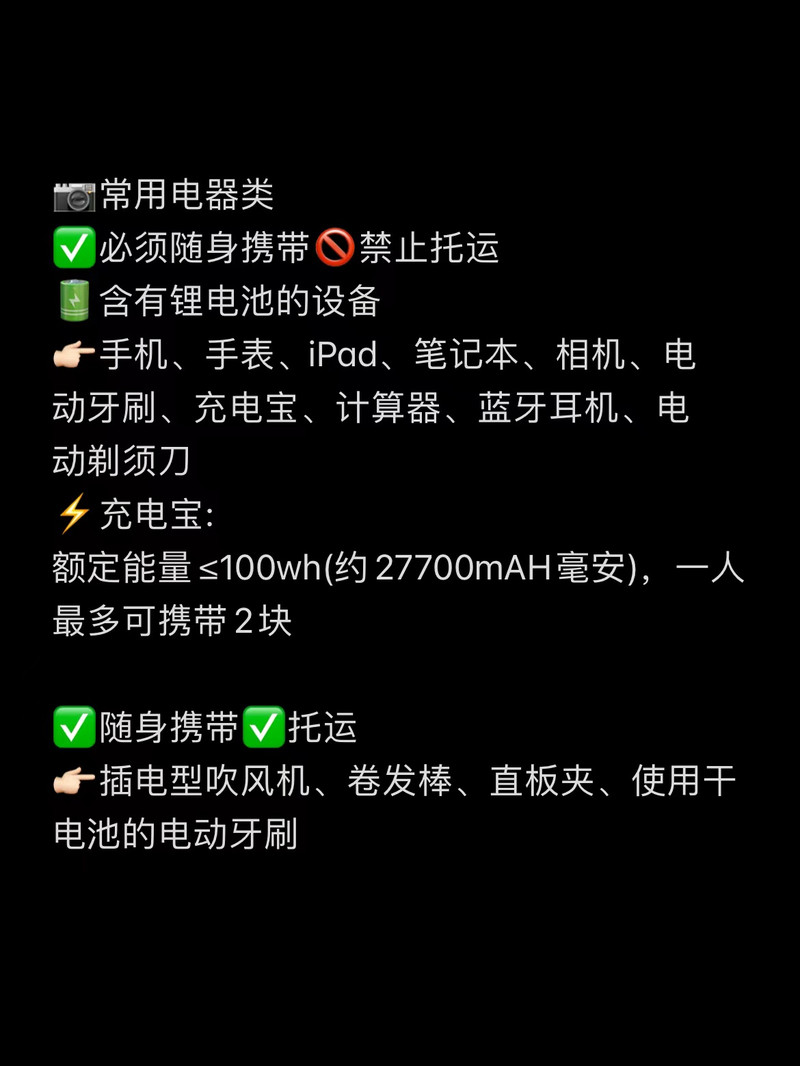 📷常用电器类
✅必须随身携带🚫禁止托运
🔋含有锂电池的设备
👉🏻手机、手表、iPad、笔记本、相机、电
动牙刷、充电宝、计算器、蓝牙耳机、电
动剃须刀
⚡充电宝:
额定能量≤100wh(约27700mAH毫安)，一人
最多可携带2块
✅随身携带✅托运
👉🏻插电型吹风机、卷发棒、直板夹、使用干
电池的电动牙刷